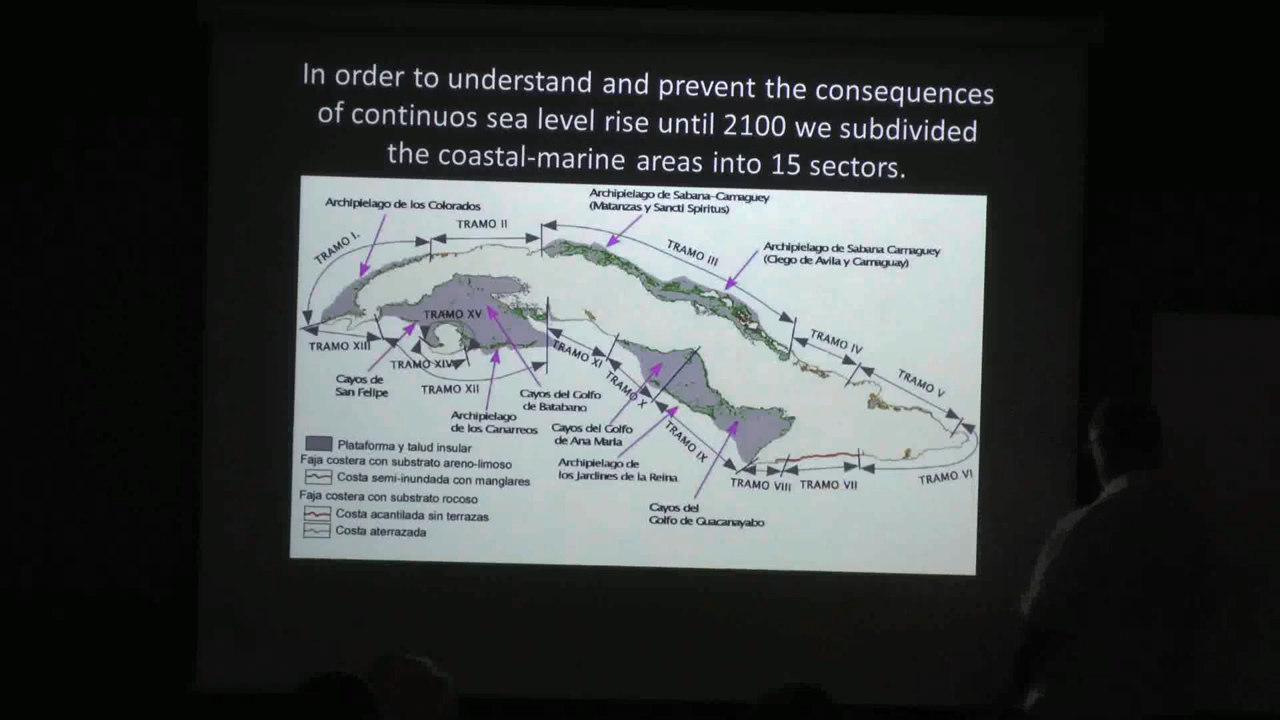 In order to understand and prevent the consequences
of continuos sea level rise until 2100 we subdivided
the coastal-marine areas into 15 sectors.
Archipielago de Sabana-Camaguey
(Matanzas y Sancti Spiritus)
Archipielago de los Colorados
TRAMO II
TRAMO I.
TRAMO III
Archipielago de Sabana Camaguey
(Ciego de Avila y Camaguay)
TRAMO XV
TRAMO IV
TRAMO XIII
TRAMO XI
TRAMO XIV
TRAMO V
Cayos de
San Felipe
TRAMO XII
TRAMO X
Cayos del Golfo
de Batabano
Archipielago
de los Canarreos
Cayos del Golfo
de Ana Maria
TRAMO IX
Plataforma y talud insular
Faja costera con substrato areno-limoso
Costa semi-inundada con manglares
Faja costera con substrato rocoso
Costa acantilada sin terrazas
Costa aterrazada
Archipielago de
los Jardines de la Reina
TRAMO VIII
TRAMO VII
TRAMO VI
Cayos del
Golfo de Guacanayabo